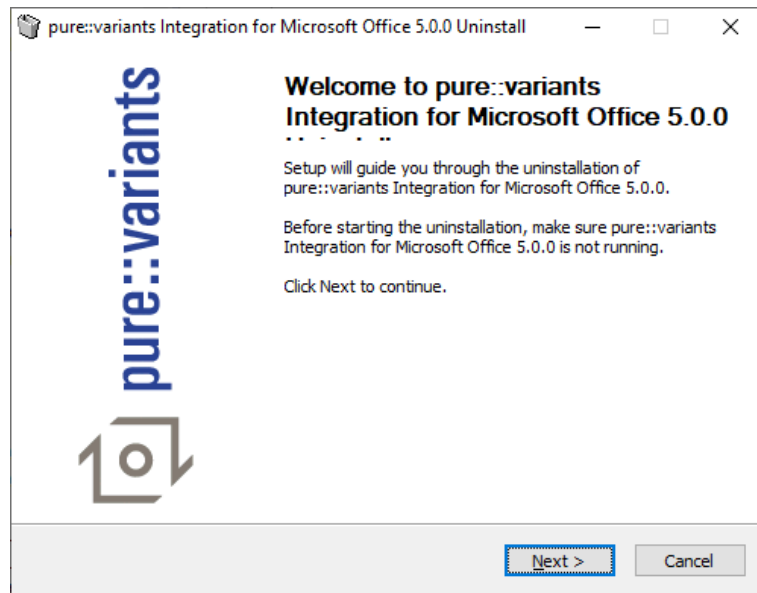 pure::variants Integration for Microsoft Office 5.0.0 Uninstall
pure::variants
Welcome to pure::variants
Integration for Microsoft Office 5.0.0
Setup will guide you through the uninstallation of
pure::variants Integration for Microsoft Office 5.0.0.
Before starting the uninstallation, make sure pure::variants
Integration for Microsoft Office 5.0.0 is not running.
Click Next to continue.
Next >
Cancel